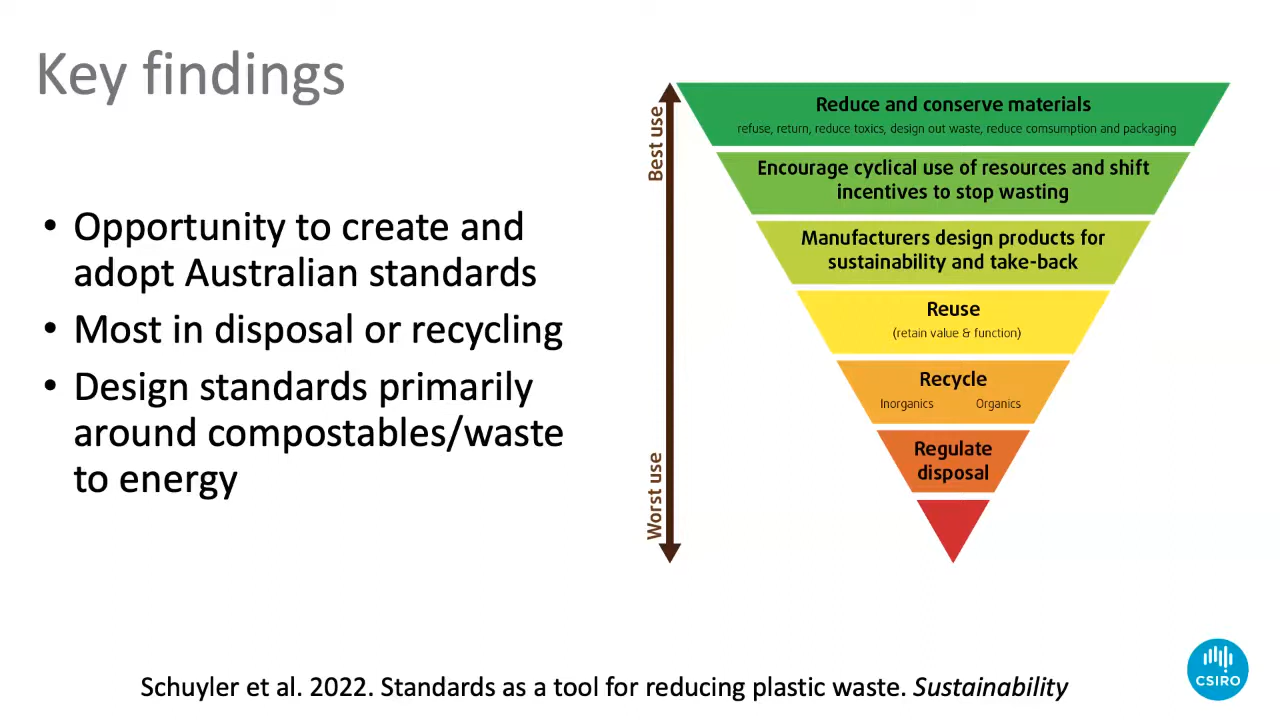 Key findings
• Opportunity to create and
adopt Australian standards
• Most in disposal or recycling
• Design standards primarily
around compostables/waste
to energy
Best use
Worst use
Reduce and conserve materials
refuse, return, reduce toxics, design out waste, reduce comsumption and packaging
Encourage cyclical use of resources and shift
incentives to stop wasting
Manufacturers design products for
sustainability and take-back
Reuse
(retain value & function)
Recycle
Inorganics Organics
Regulate
disposal
Schuyler et al. 2022. Standards as a tool for reducing plastic waste. Sustainability
CSIRO